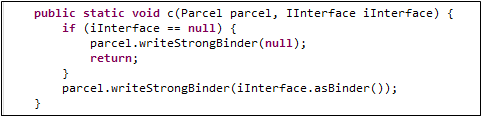 public static void c(Parcel parcel, IInterface iInterface) {
    if (iInterface == null) {
        parcel.writeStrongBinder(null);
        return;
    }
    parcel.writeStrongBinder(iInterface.asBinder());
}